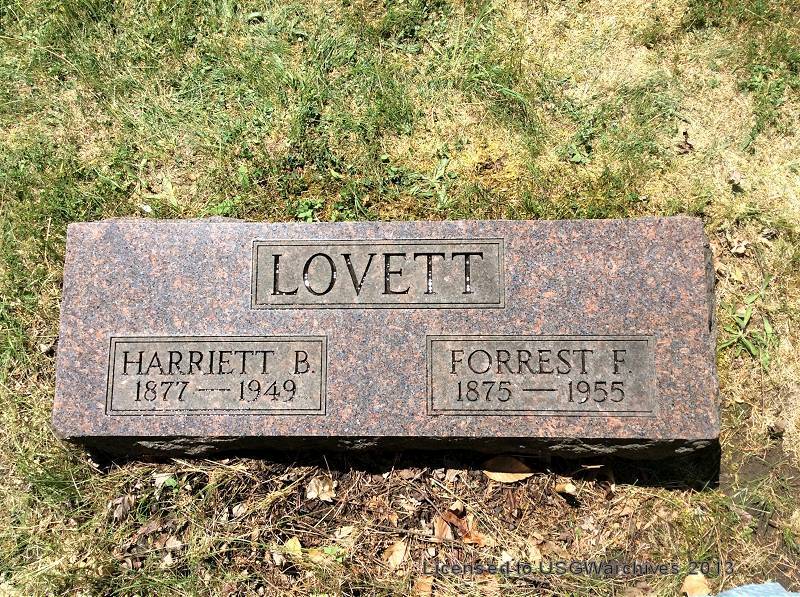 LOVETT
HARRIETT B.
1877 — 1949
FORREST F.
1875 — 1955
Licensed to USGWarchives 2013